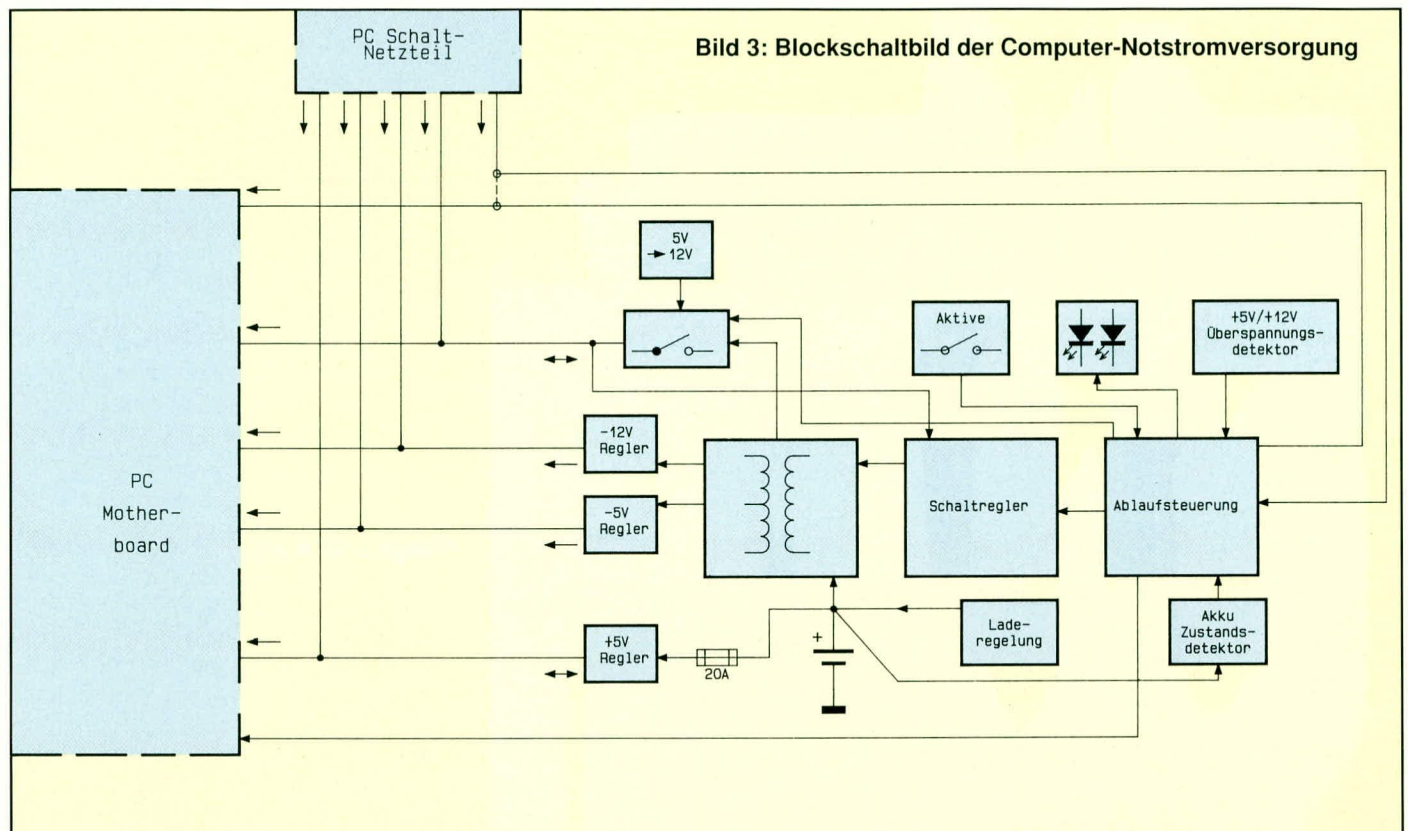 PC Schalt-
Netzteil
Bild 3: Blockschaltbild der Computer-Notstromversorgung
5V
12V
Aktive
+5V/+12V
Überspannungs-
detektor
-12V
Regler
PC
Mother-
board
-5V
Regler
Schaltregler
Ablaufsteuerung
+5V
Regler
20A
+
Lade-
regelung
Akku
Zustands-
detektor